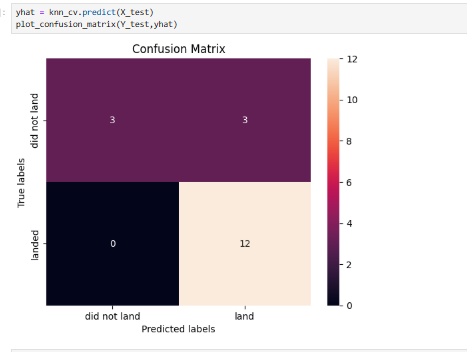 ]:
yhat = knn_cv.predict(X_test)
plot_confusion_matrix(Y_test,yhat)
Confusion Matrix
did not land
landed
True labels
3
3
0
12
did not land
land
Predicted labels
12
10
8
6
4
2
0